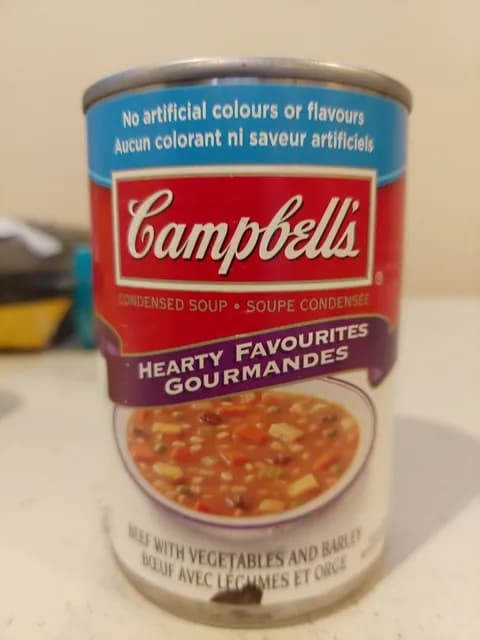 No artificial colours or flavours
Aucun colorant ni saveur artificiels
Campbell's
CONDENSED SOUP • SOUPE CONDENSÉE
HEARTY FAVOURITES
GOURMANDES
BEEF WITH VEGETABLES AND BARLEY
BŒUF AVEC LÉGUMES ET ORGE